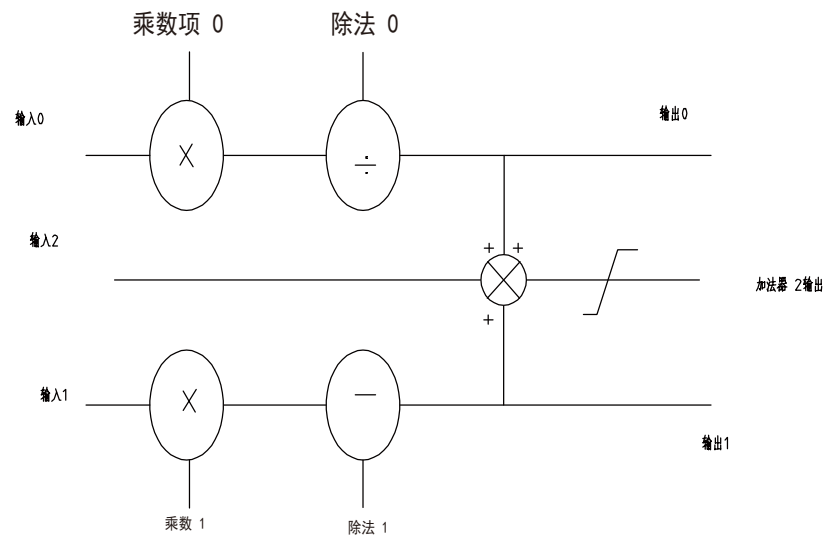 乘数项 0
除法 0
输入0
输出0
×
÷
输入2
+ +
加法器 2输出
+
输入1
×
—
输出1
乘数 1
除法 1